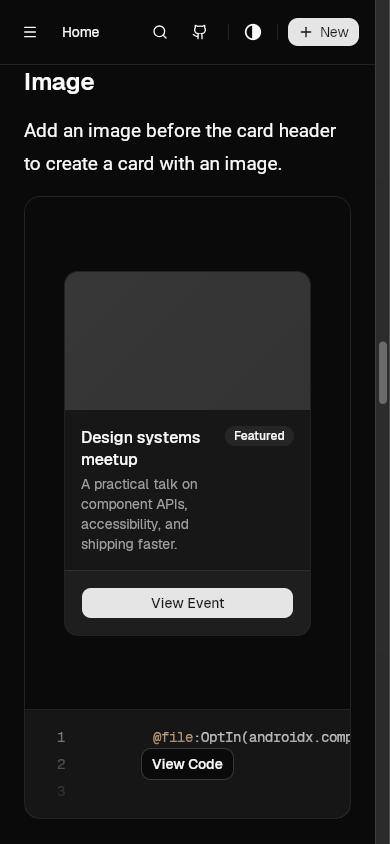 Home
New
Image
Add an image before the card header
to create a card with an image.
Design systems
meetup
Featured
A practical talk on
component APIs,
accessibility, and
shipping faster.
View Event
1 @file:OptIn(androidx.comp
2
View Code
3